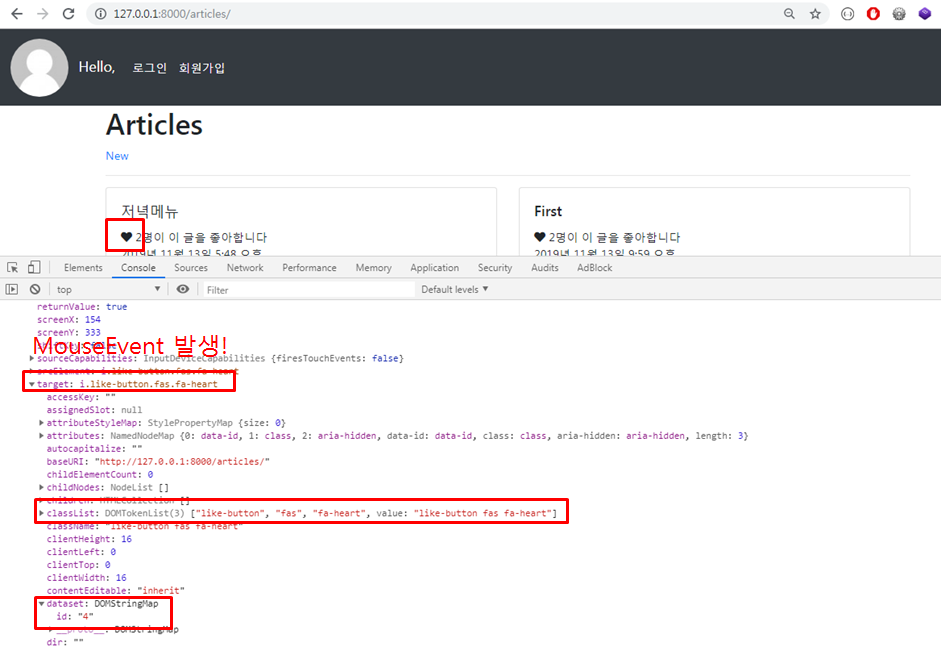 127.0.0.1:8000/articles/
Hello, 로그인 회원가입
Articles
New
저녁메뉴
2명이 이 글을 좋아합니다
2019년 11월 13일 5:48 오후
First
2명이 이 글을 좋아합니다
2019년 11월 13일 9:59 오후
Elements Console Sources Network Performance Memory Application Security Audits AdBlock
top Filter Default levels
returnValue: true
screenX: 154
screenY: 333
MouseEvent 발생!
sourceCapabilities: InputDeviceCapabilities {firesTouchEvents: false}
srcElement: i.like-button.fas.fa-heart
target: i.like-button.fas.fa-heart
accessKey: ""
assignedSlot: null
attributeStyleMap: StylePropertyMap {size: 0}
attributes: NamedNodeMap {0: data-id, 1: class, 2: aria-hidden, data-id: data-id, class: class, aria-hidden: aria-hidden, length: 3}
autocapitalize: ""
baseURI: "http://127.0.0.1:8000/articles/"
childElementCount: 0
childNodes: NodeList []
children: HTMLCollection []
classList: DOMTokenList(3) ["like-button", "fas", "fa-heart", value: "like-button fas fa-heart"]
className: "like-button fas fa-heart"
clientHeight: 16
clientLeft: 0
clientTop: 0
clientWidth: 16
contentEditable: "inherit"
dataset: DOMStringMap
id: "4"
__proto__: DOMStringMap
dir: ""